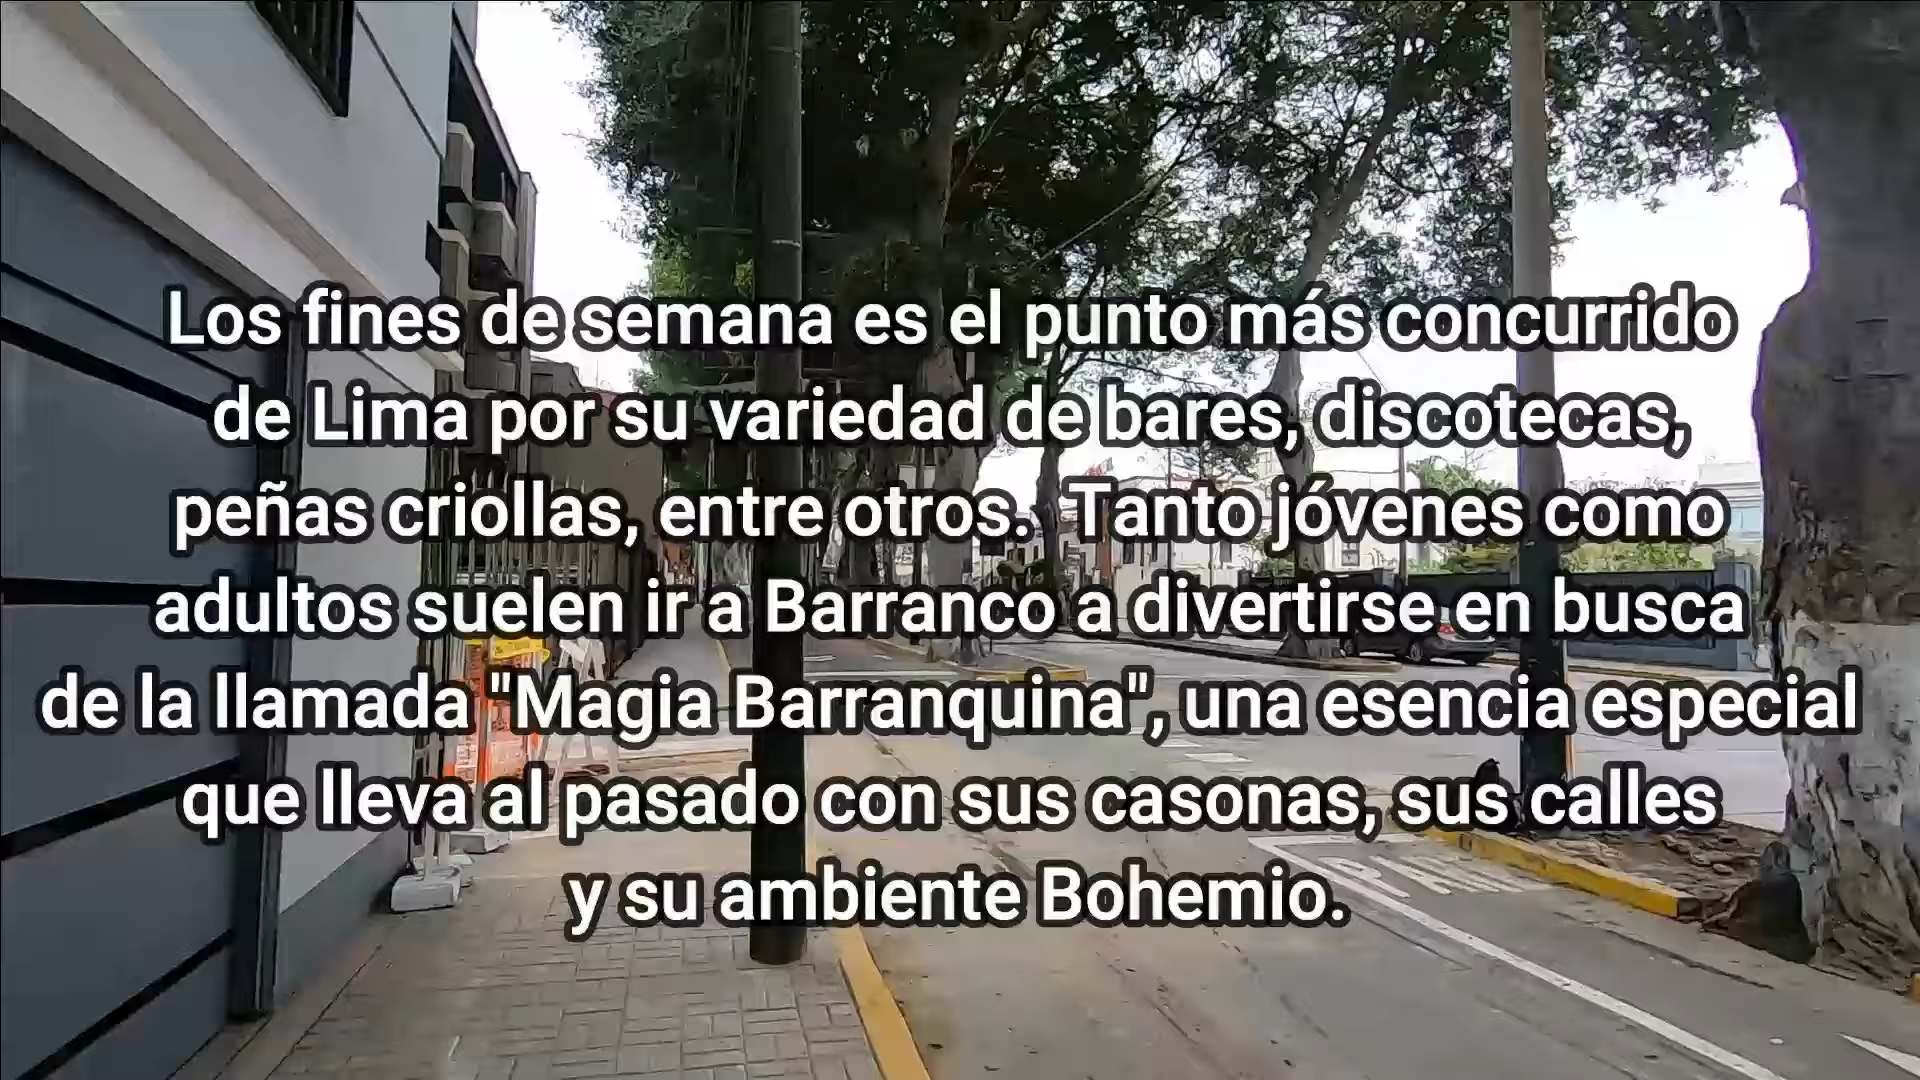 Los fines de semana es el punto más concurrido
de Lima por su variedad de bares, discotecas,
peñas criollas, entre otros.  Tanto jóvenes como
adultos suelen ir a Barranco a divertirse en busca
de la llamada "Magia Barranquina", una esencia especial
que lleva al pasado con sus casonas, sus calles
y su ambiente Bohemio.